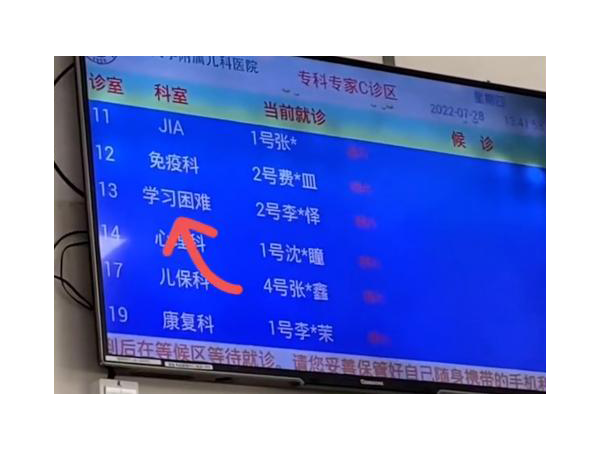 附属儿科医院
专科专家C诊区
星期四
2022-07-28
诊室 科室 当前就诊 候诊
11 JIA 1号张*
12 免疫科 2号费*皿
13 学习困难 2号李*怿
14 心理科 1号沈*瞳
17 儿保科 4号张*鑫
19 康复科 1号李*荣
到后在等候区等待就诊。请您妥善保管好自己随身携带的手机和